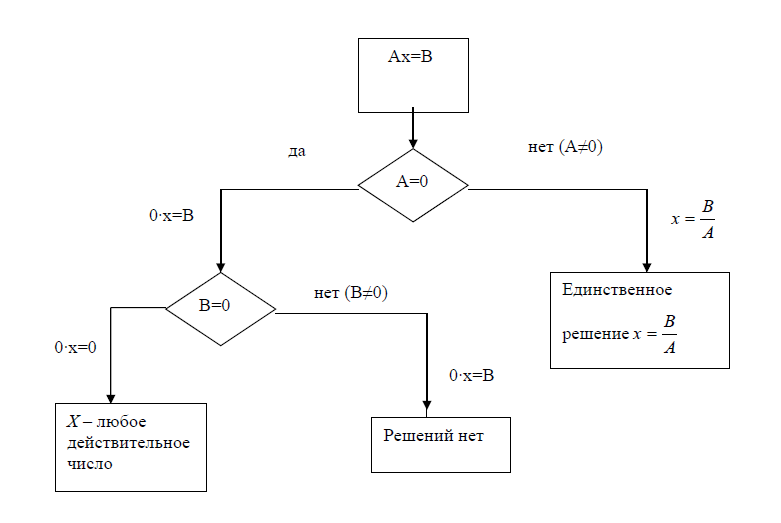 Ax=B
да
нет (A≠0)
A=0
0·x=B
x = B/A
B=0
нет (B≠0)
Единственное
решение x = B/A
0·x=0
0·x=B
X – любое
действительное
число
Решений нет